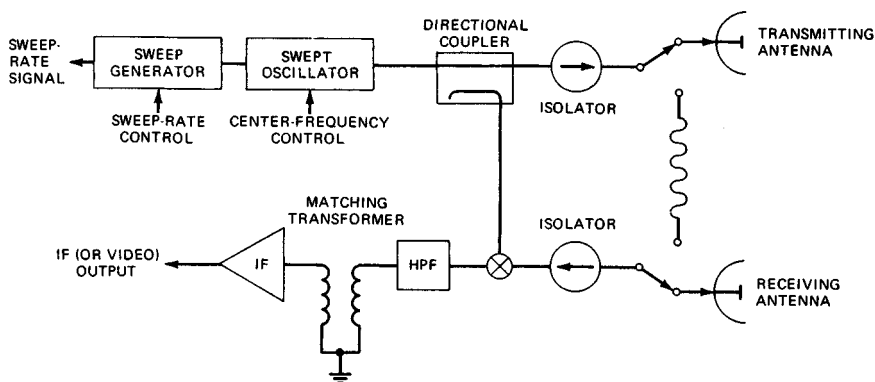 DIRECTIONAL
COUPLER
TRANSMITTING
ANTENNA
SWEEP-
RATE
SIGNAL
SWEEP
GENERATOR
SWEPT
OSCILLATOR
ISOLATOR
SWEEP-RATE
CONTROL
CENTER-FREQUENCY
CONTROL
MATCHING
TRANSFORMER
ISOLATOR
IF (OR VIDEO)
OUTPUT
IF
HPF
RECEIVING
ANTENNA